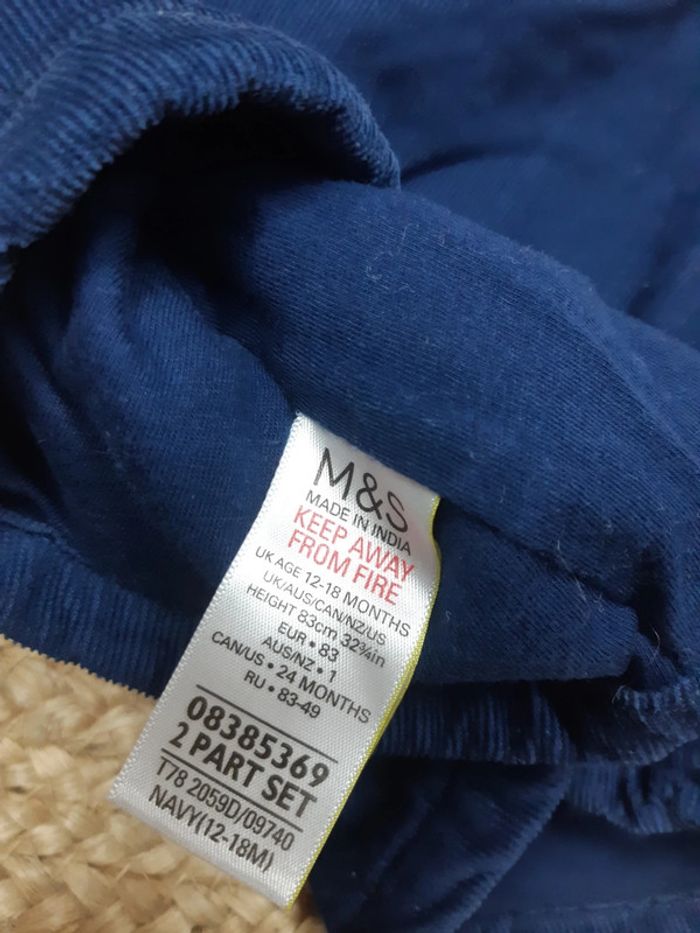 M&S
MADE IN INDIA
KEEP AWAY
FROM FIRE
UK AGE 12-18 MONTHS
UK/AUS/CAN/NZ/US
HEIGHT 83cm 32¾in
EUR • 83
AUS/NZ • 1
CAN/US • 24 MONTHS
RU • 83-49
08385369
2 PART SET
T78 2059D/09740
NAVY(12-18M)